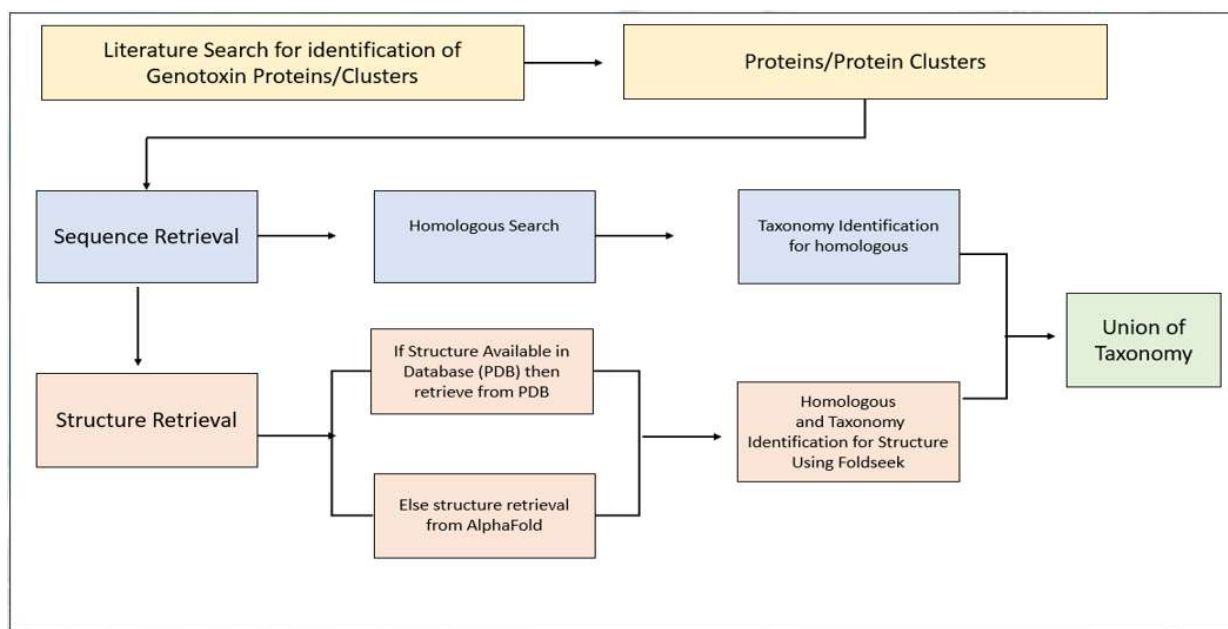 Literature Search for identification of
Genotoxin Proteins/Clusters
Proteins/Protein Clusters
Sequence Retrieval
Homologous Search
Taxonomy Identification
for homologous
Union of
Taxonomy
Structure Retrieval
If Structure Available in
Database (PDB) then
retrieve from PDB
Else structure retrieval
from AlphaFold
Homologous
and Taxonomy
Identification for Structure
Using Foldseek